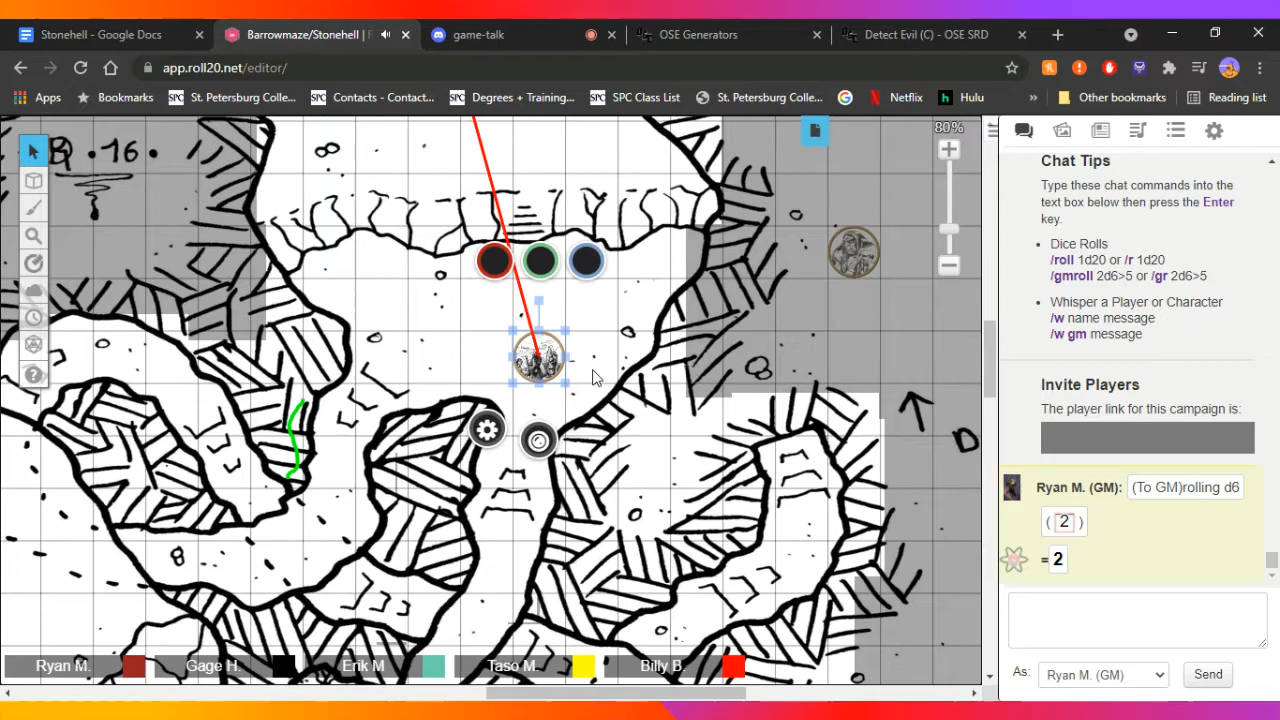 Stonehell - Google Docs
Barrowmaze/Stonehell |
game-talk
OSE Generators
Detect Evil (C) - OSE SRD
app.roll20.net/editor/
Apps
Bookmarks
SPC St. Petersburg Colle...
SPC Contacts - Contact...
SPC Degrees + Training...
SPC SPC Class List
St. Petersburg Colle...
Netflix
h Hulu
»
Other bookmarks
Reading list
80%
•16•
D
Chat Tips
Type these chat commands into the
text box below then press the Enter
key.
Dice Rolls
/roll 1d20 or /r 1d20
/gmroll 2d6>5 or /gr 2d6>5
Whisper a Player or Character
/w name message
/w gm message
Invite Players
The player link for this campaign is:
Ryan M. (GM): (To GM)rolling d6
( 2 )
=2
As: Ryan M. (GM) Send
Ryan M. Gage H. Erik M Taso M. Billy B.